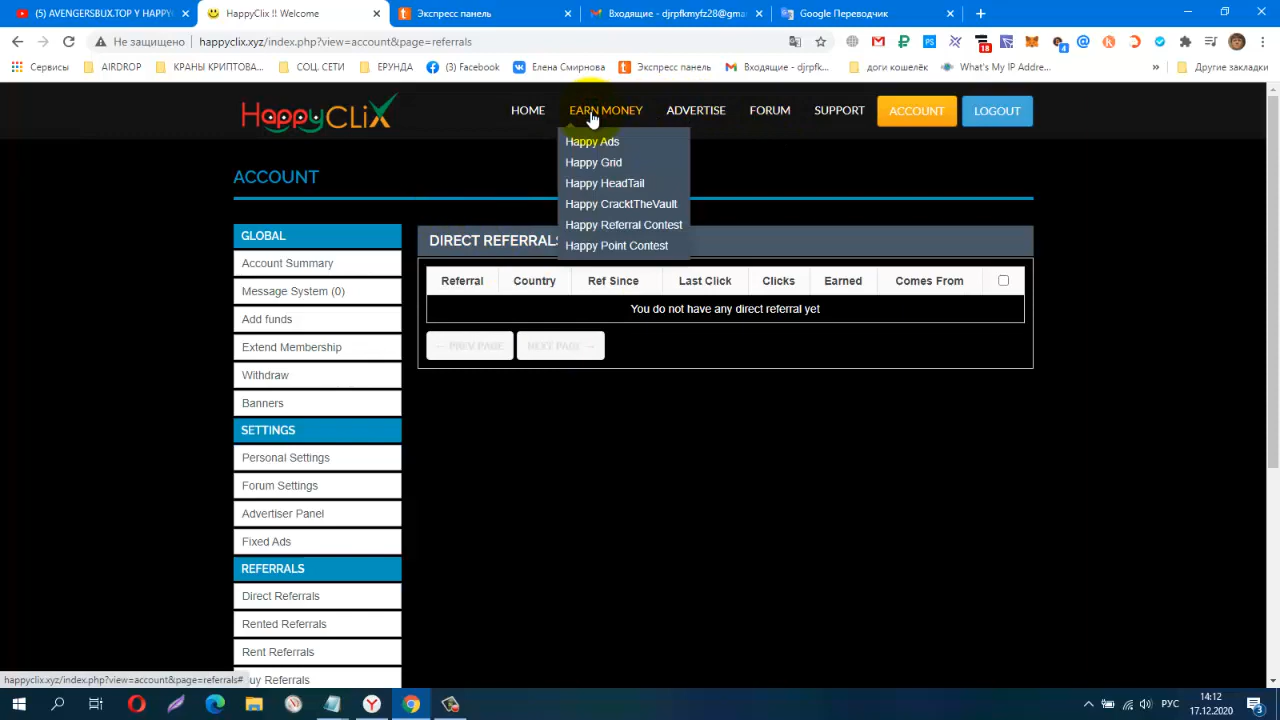 (5) AVENGERSBUX.TOP У HAPPY
HappyClix !! Welcome
Экспресс панель
Входящие - djrpfkmyfz28@gma
Google Переводчик
Не защищено
happyclix.xyz/index.php?view=account&page=referrals
Сервисы
AIRDROP
КРАНЫ КРИПТОВА...
СОЦ. СЕТИ
ЕРУНДА
(3) Facebook
Елена Смирнова
Экспресс панель
Входящие - djrpfk...
доги кошелёк
What's My IP Addre...
»
Другие закладки
HappyCLiX
HOME
EARN MONEY
ADVERTISE
FORUM
SUPPORT
ACCOUNT
LOGOUT
Happy Ads
Happy Grid
Happy HeadTail
Happy CracktTheVault
Happy Referral Contest
Happy Point Contest
ACCOUNT
GLOBAL
Account Summary
Message System (0)
Add funds
Extend Membership
Withdraw
Banners
SETTINGS
Personal Settings
Forum Settings
Advertiser Panel
Fixed Ads
REFERRALS
Direct Referrals
Rented Referrals
Rent Referrals
uy Referrals
DIRECT REFERRALS
Referral
Country
Ref Since
Last Click
Clicks
Earned
Comes From
You do not have any direct referral yet
← PREV PAGE
NEXT PAGE →
happyclix.xyz/index.php?view=account&page=referrals#
РУС
14:12
17.12.2020